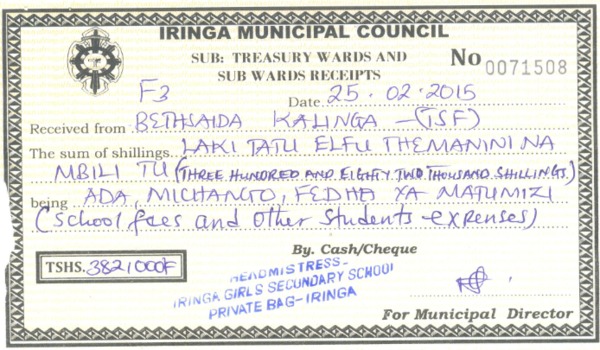 IRINGA MUNICIPAL COUNCIL
SUB: TREASURY WARDS AND
SUB WARDS RECEIPTS
No 0071508
F3
Date 25.02.2015
Received from BETHSAIDA KALINGA -(TSF)
The sum of shillings LAKI TATU ELFU THEMANINI NA
MBILI TU (THREE HUNDRED AND EIGHTY TWO THOUSAND SHILLINGS.)
being ADA, MICHANGO, FEDHA YA MATUMIZI
(School fees and other students expenses)
By. Cash/Cheque
TSHS. 382,000F
HEADMISTRESS-
IRINGA GIRLS SECUNDARY SCHOOL
PRIVATE BAG-IRINGA
For Municipal Director